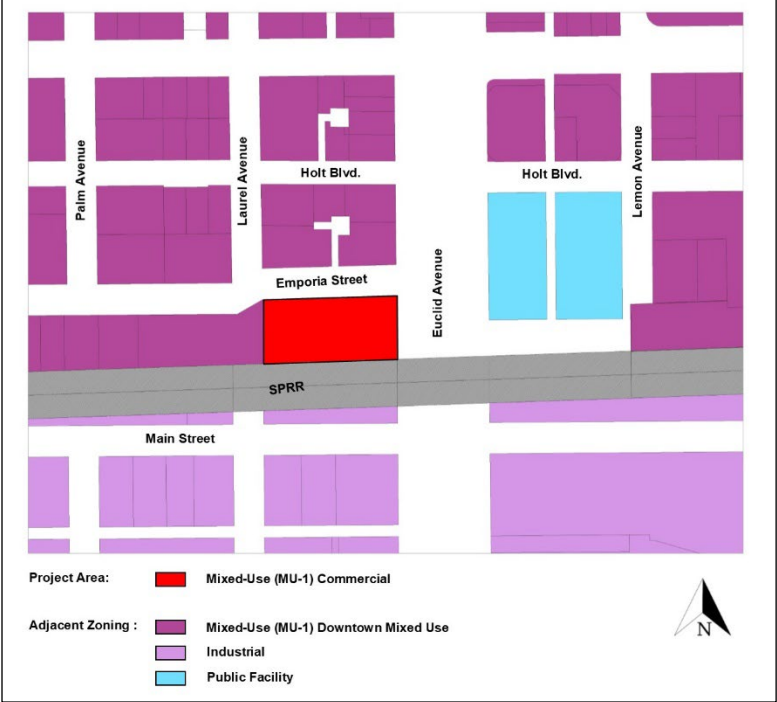 Palm Avenue
Laurel Avenue
Holt Blvd.
Holt Blvd.
Lemon Avenue
Emporia Street
Euclid Avenue
SPRR
Main Street
Project Area:
Mixed-Use (MU-1) Commercial
Adjacent Zoning :
Mixed-Use (MU-1) Downtown Mixed Use
Industrial
Public Facility
N